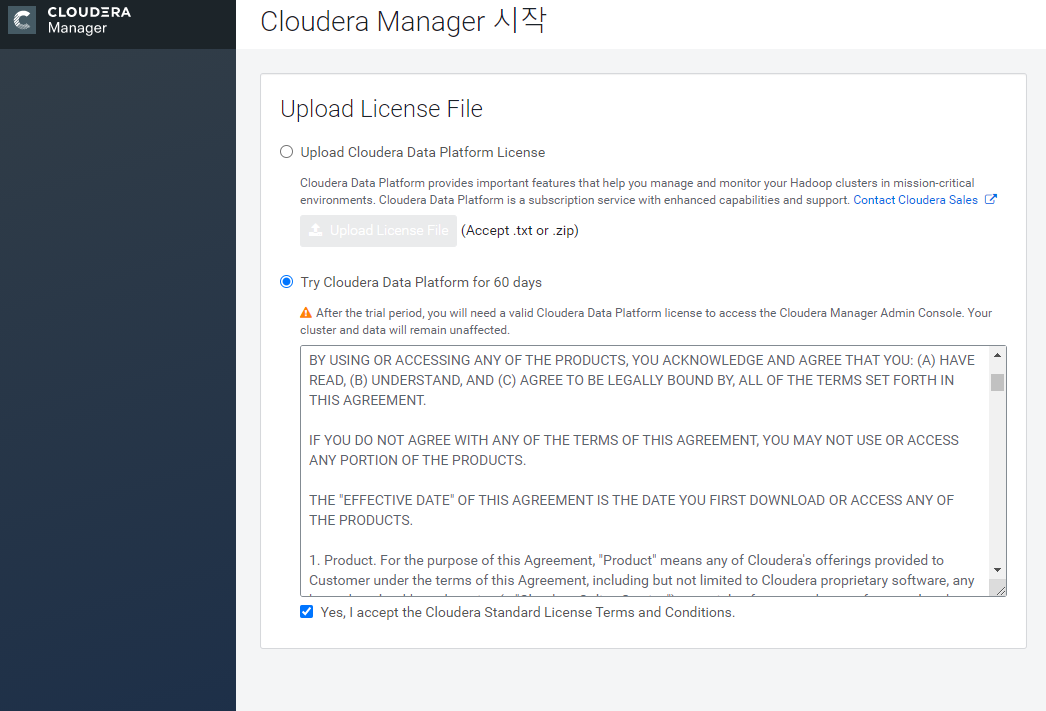 CLOUDERA
Manager
Cloudera Manager 시작
Upload License File
Upload Cloudera Data Platform License
Cloudera Data Platform provides important features that help you manage and monitor your Hadoop clusters in mission-critical
environments. Cloudera Data Platform is a subscription service with enhanced capabilities and support. Contact Cloudera Sales
Upload License File (Accept .txt or .zip)
Try Cloudera Data Platform for 60 days
After the trial period, you will need a valid Cloudera Data Platform license to access the Cloudera Manager Admin Console. Your
cluster and data will remain unaffected.
BY USING OR ACCESSING ANY OF THE PRODUCTS, YOU ACKNOWLEDGE AND AGREE THAT YOU: (A) HAVE
READ, (B) UNDERSTAND, AND (C) AGREE TO BE LEGALLY BOUND BY, ALL OF THE TERMS SET FORTH IN
THIS AGREEMENT.
IF YOU DO NOT AGREE WITH ANY OF THE TERMS OF THIS AGREEMENT, YOU MAY NOT USE OR ACCESS
ANY PORTION OF THE PRODUCTS.
THE "EFFECTIVE DATE" OF THIS AGREEMENT IS THE DATE YOU FIRST DOWNLOAD OR ACCESS ANY OF
THE PRODUCTS.
1. Product. For the purpose of this Agreement, "Product" means any of Cloudera's offerings provided to
Customer under the terms of this Agreement, including but not limited to Cloudera proprietary software, any
Yes, I accept the Cloudera Standard License Terms and Conditions.